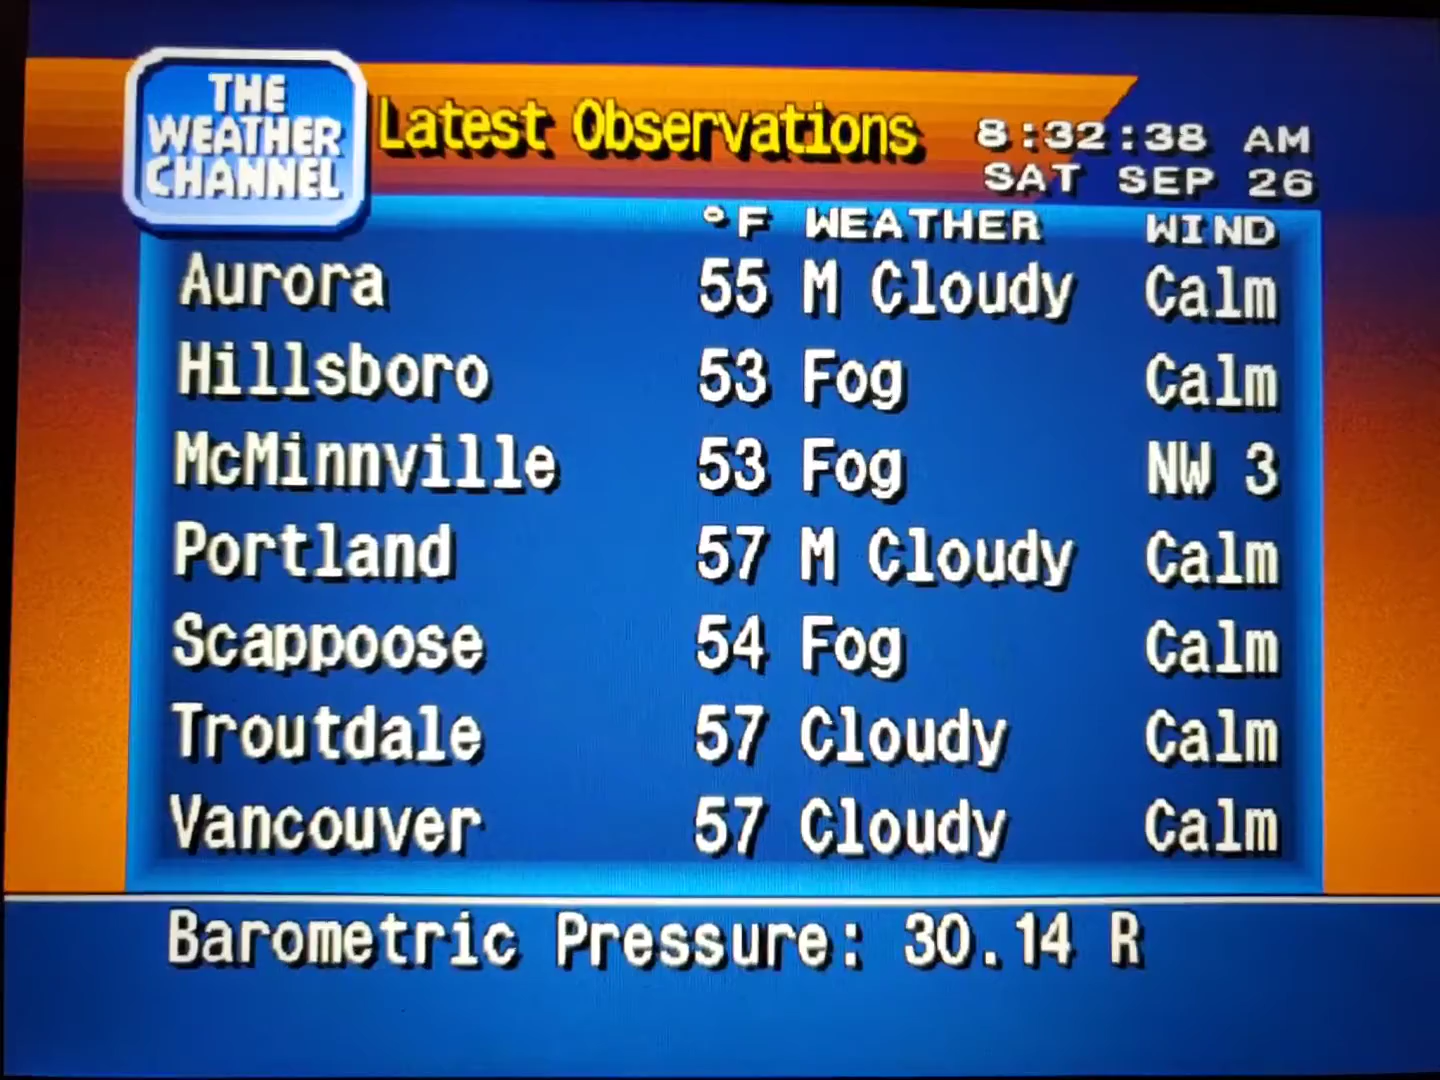 THE
WEATHER
CHANNEL
Latest Observations
8:32:38 AM
SAT SEP 26
°F WEATHER WIND
Aurora 55 M Cloudy Calm
Hillsboro 53 Fog Calm
McMinnville 53 Fog NW 3
Portland 57 M Cloudy Calm
Scappoose 54 Fog Calm
Troutdale 57 Cloudy Calm
Vancouver 57 Cloudy Calm
Barometric Pressure: 30.14 R